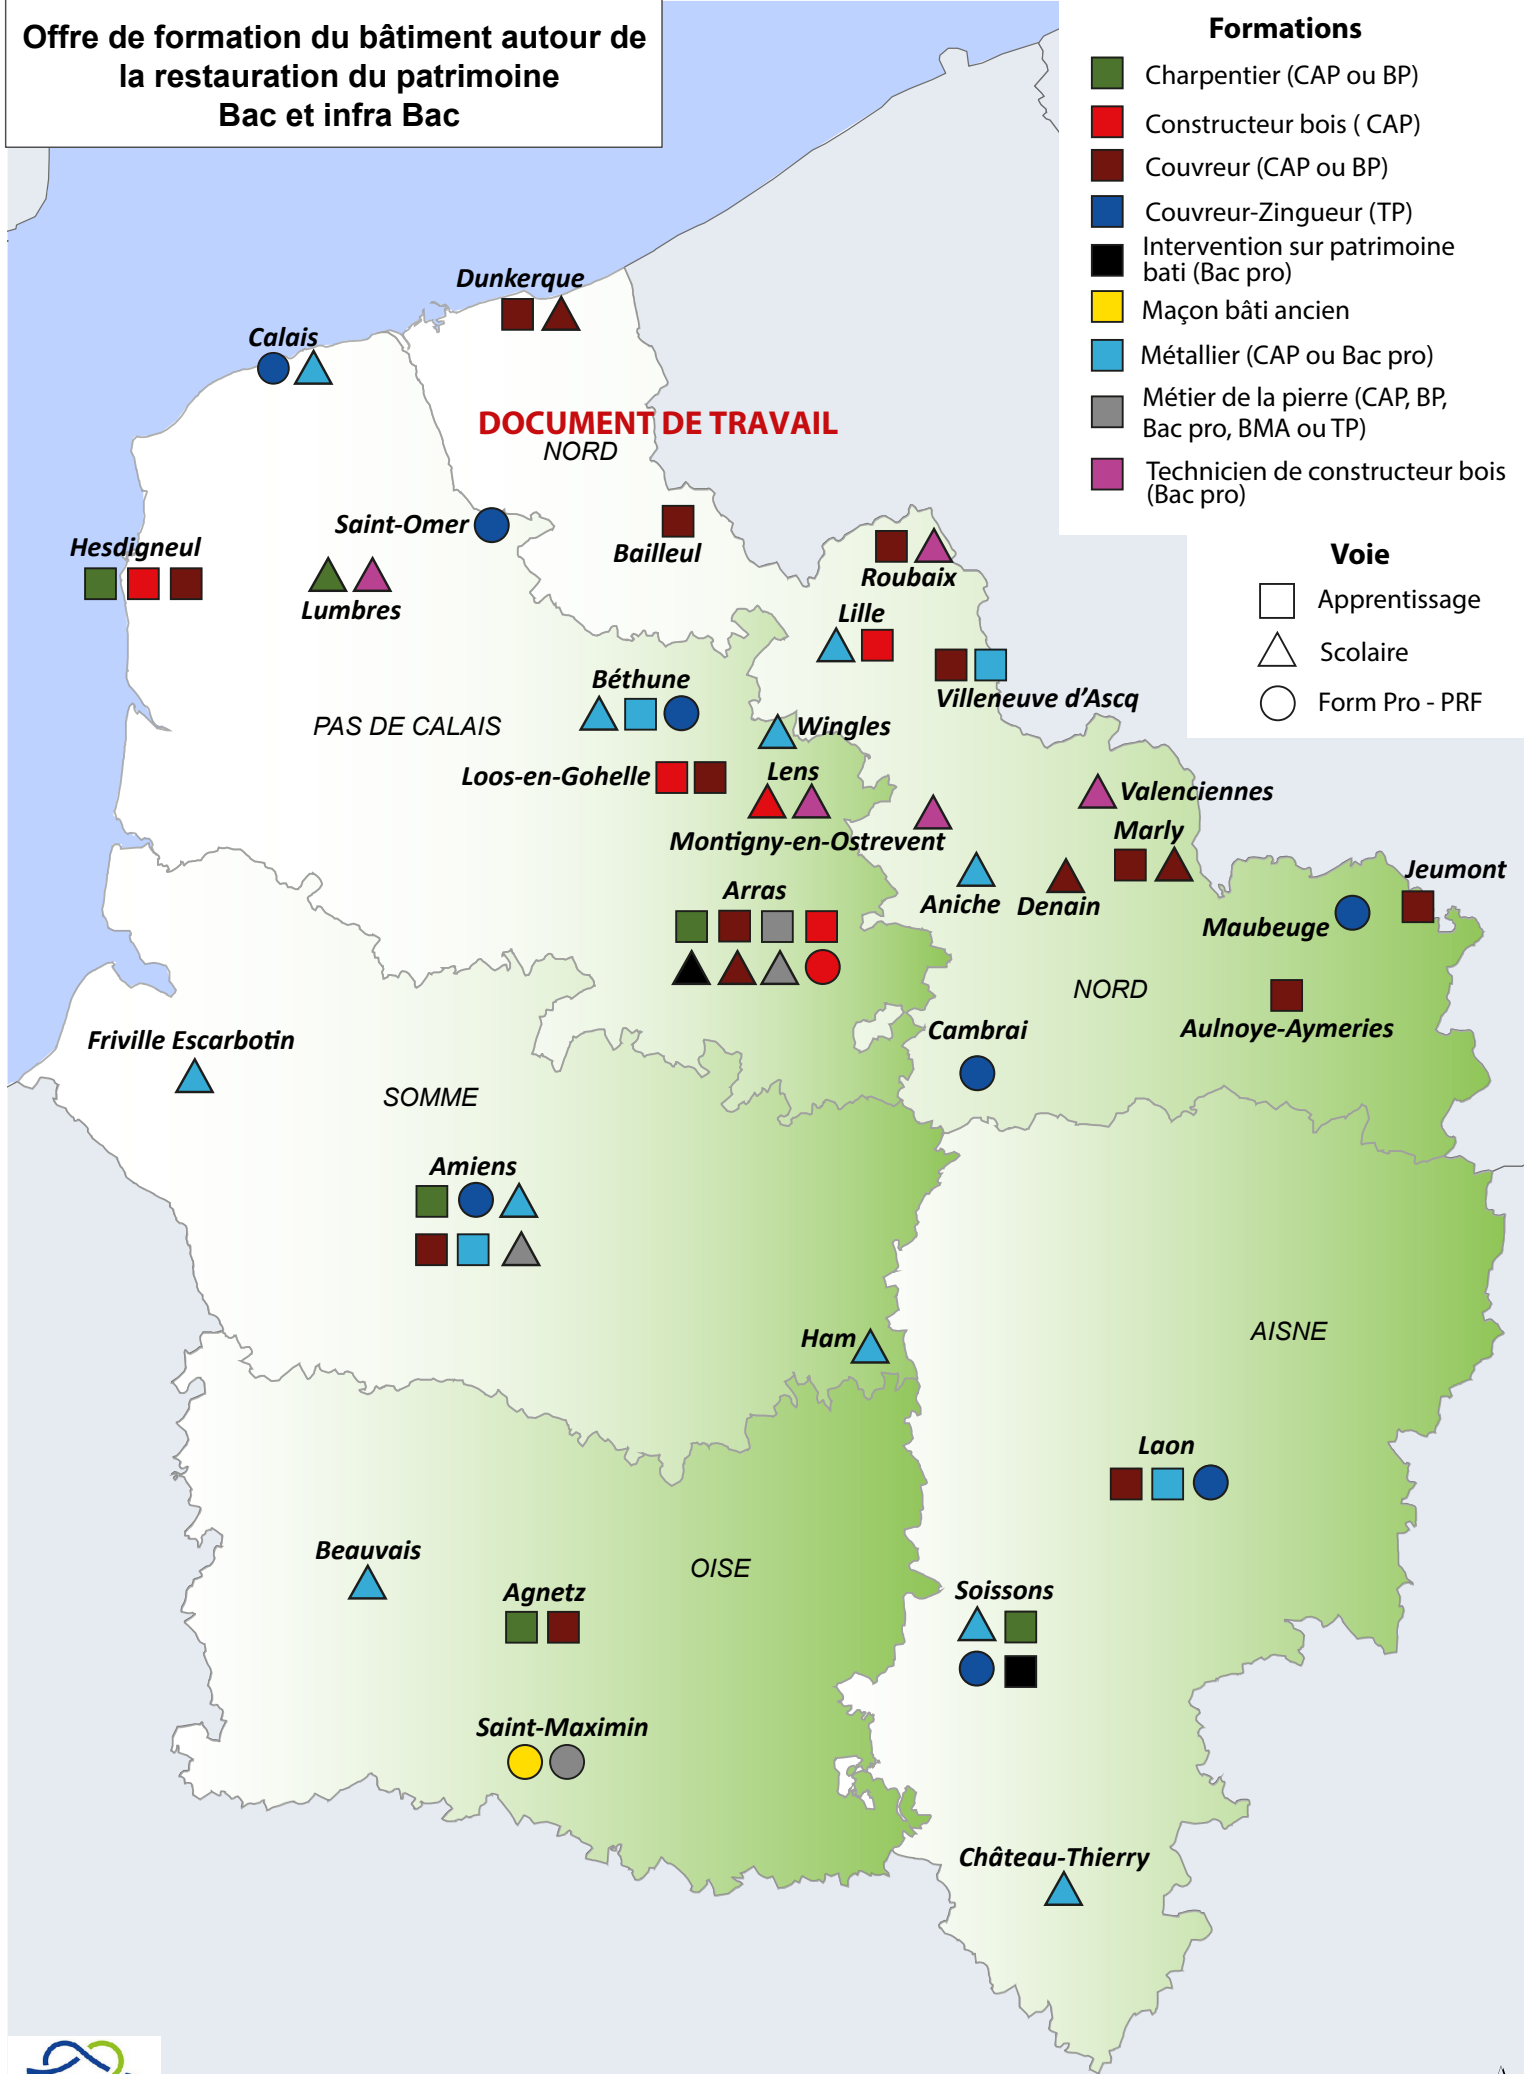 Offre de formation du bâtiment autour de
la restauration du patrimoine
Bac et infra Bac
Formations
Charpentier (CAP ou BP)
Constructeur bois ( CAP)
Couvreur (CAP ou BP)
Couvreur-Zingueur (TP)
Intervention sur patrimoine
bati (Bac pro)
Maçon bâti ancien
Métallier (CAP ou Bac pro)
Métier de la pierre (CAP, BP,
Bac pro, BMA ou TP)
Technicien de constructeur bois
(Bac pro)
Voie
Apprentissage
Scolaire
Form Pro - PRF
Dunkerque
Calais
DOCUMENT DE TRAVAIL
NORD
Saint-Omer
Bailleul
Hesdigneul
Lumbres
Roubaix
Lille
Villeneuve d'Ascq
Béthune
PAS DE CALAIS
Wingles
Loos-en-Gohelle
Lens
Valenciennes
Montigny-en-Ostrevent
Marly
Jeumont
Arras
Aniche
Denain
Maubeuge
NORD
Aulnoye-Aymeries
Cambrai
Friville Escarbotin
SOMME
Amiens
Ham
AISNE
Laon
Beauvais
OISE
Agnetz
Soissons
Saint-Maximin
Château-Thierry